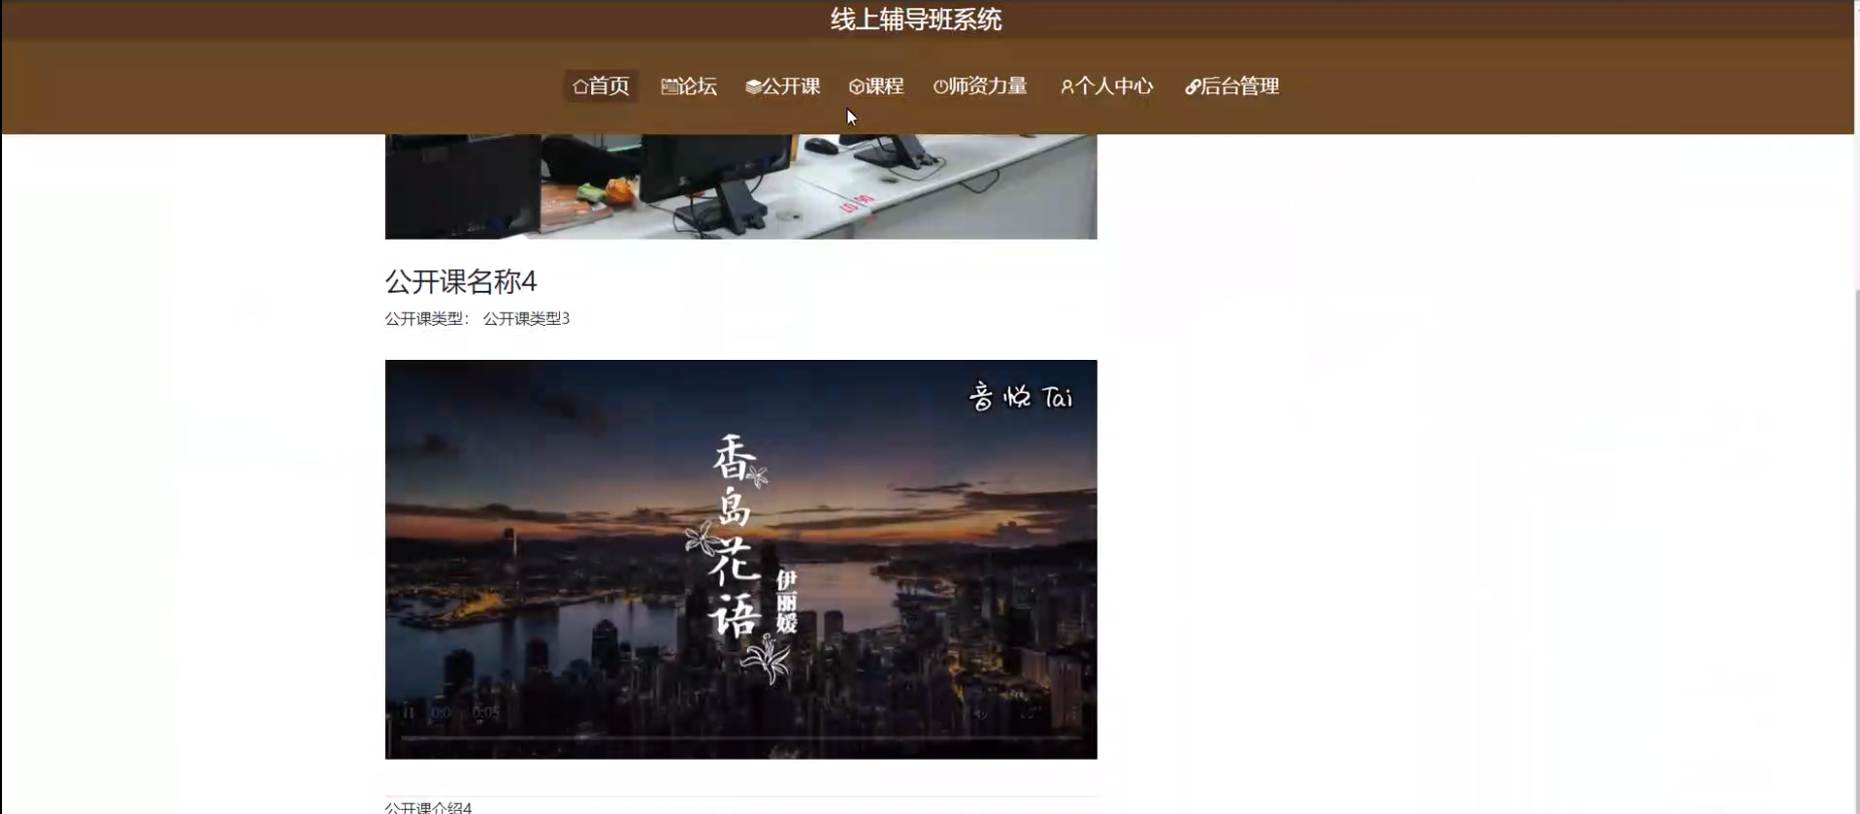 线上辅导班系统
首页 论坛 公开课 课程 师资力量 个人中心 后台管理
公开课名称4
公开课类型： 公开课类型3
音悦Tai
香岛花语
伊丽媛
0:05
公开课介绍4